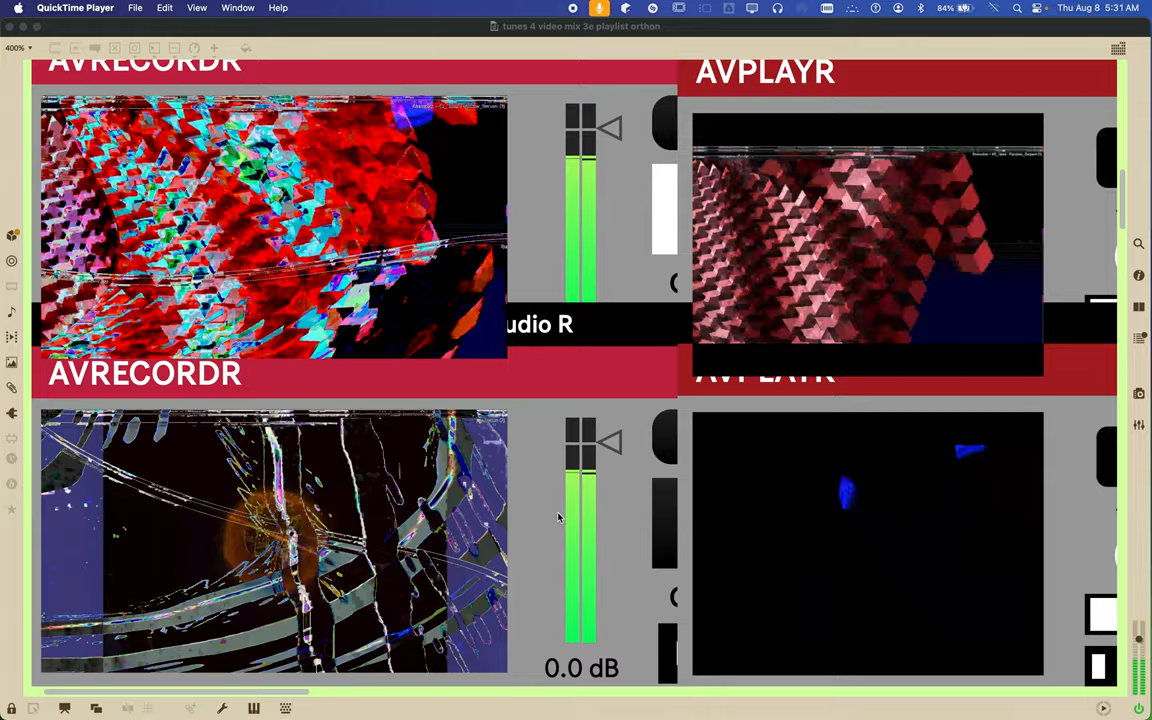 QuickTime Player File Edit View Window Help 84% Thu Aug 8 5:31 AM
tunes 4 video mix 3e playlist orthon
400%
AVRECORDR
AVPLAYR
udio R
AVRECORDR
AVPLAYR
0.0 dB